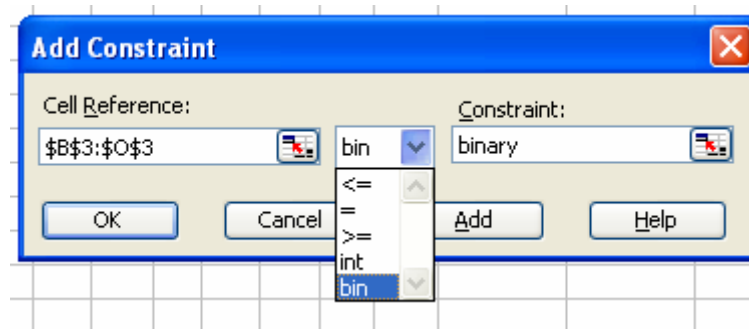 Add Constraint
Cell Reference:
Constraint:
$B$3:$O$3
bin
binary
<=
=
>=
int
bin
OK
Cancel
Add
Help